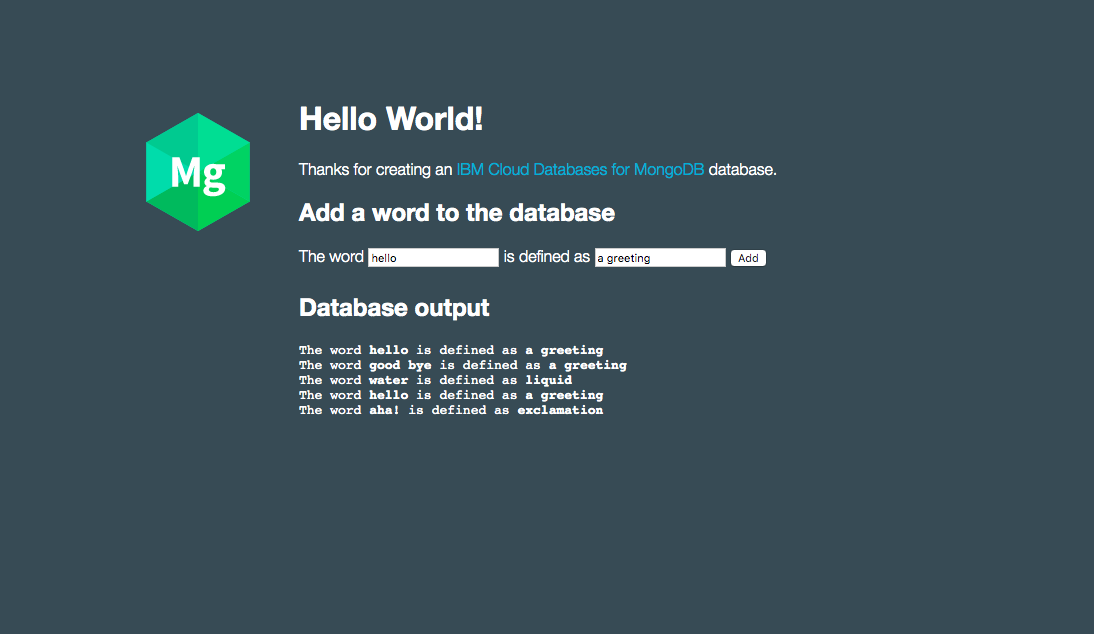 Mg
Hello World!
Thanks for creating an IBM Cloud Databases for MongoDB database.
Add a word to the database
The word hello is defined as a greeting Add
Database output
The word hello is defined as a greeting
The word good bye is defined as a greeting
The word water is defined as liquid
The word hello is defined as a greeting
The word aha! is defined as exclamation